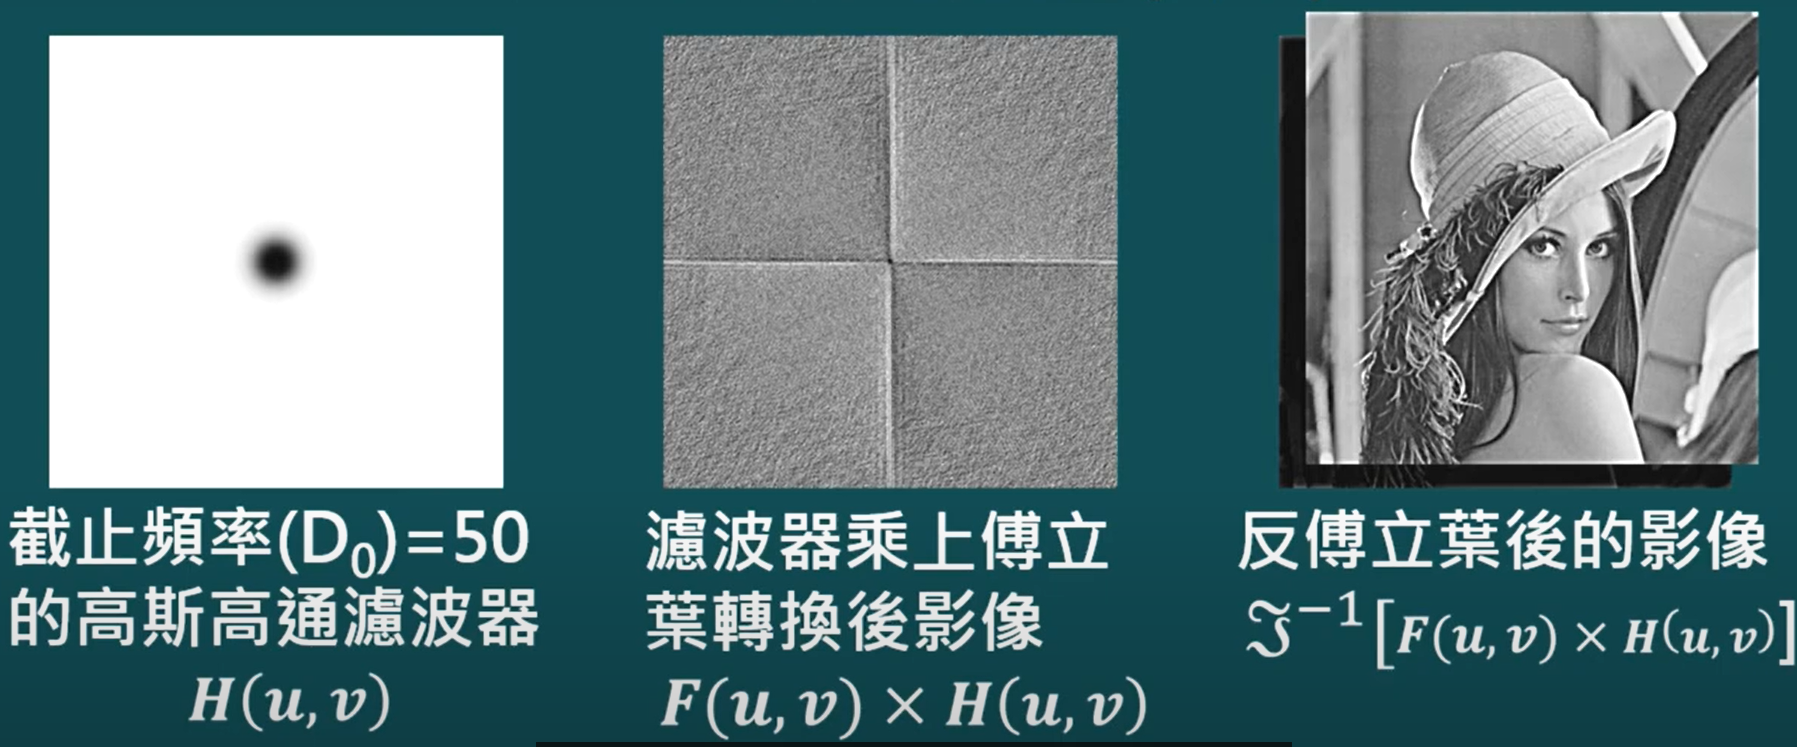 截止頻率(D₀)=50
的高斯高通濾波器
H(u,v)
濾波器乘上傅立
葉轉換後影像
F(u,v) × H(u,v)
反傅立葉後的影像
ℑ⁻¹[F(u,v) × H(u,v)]